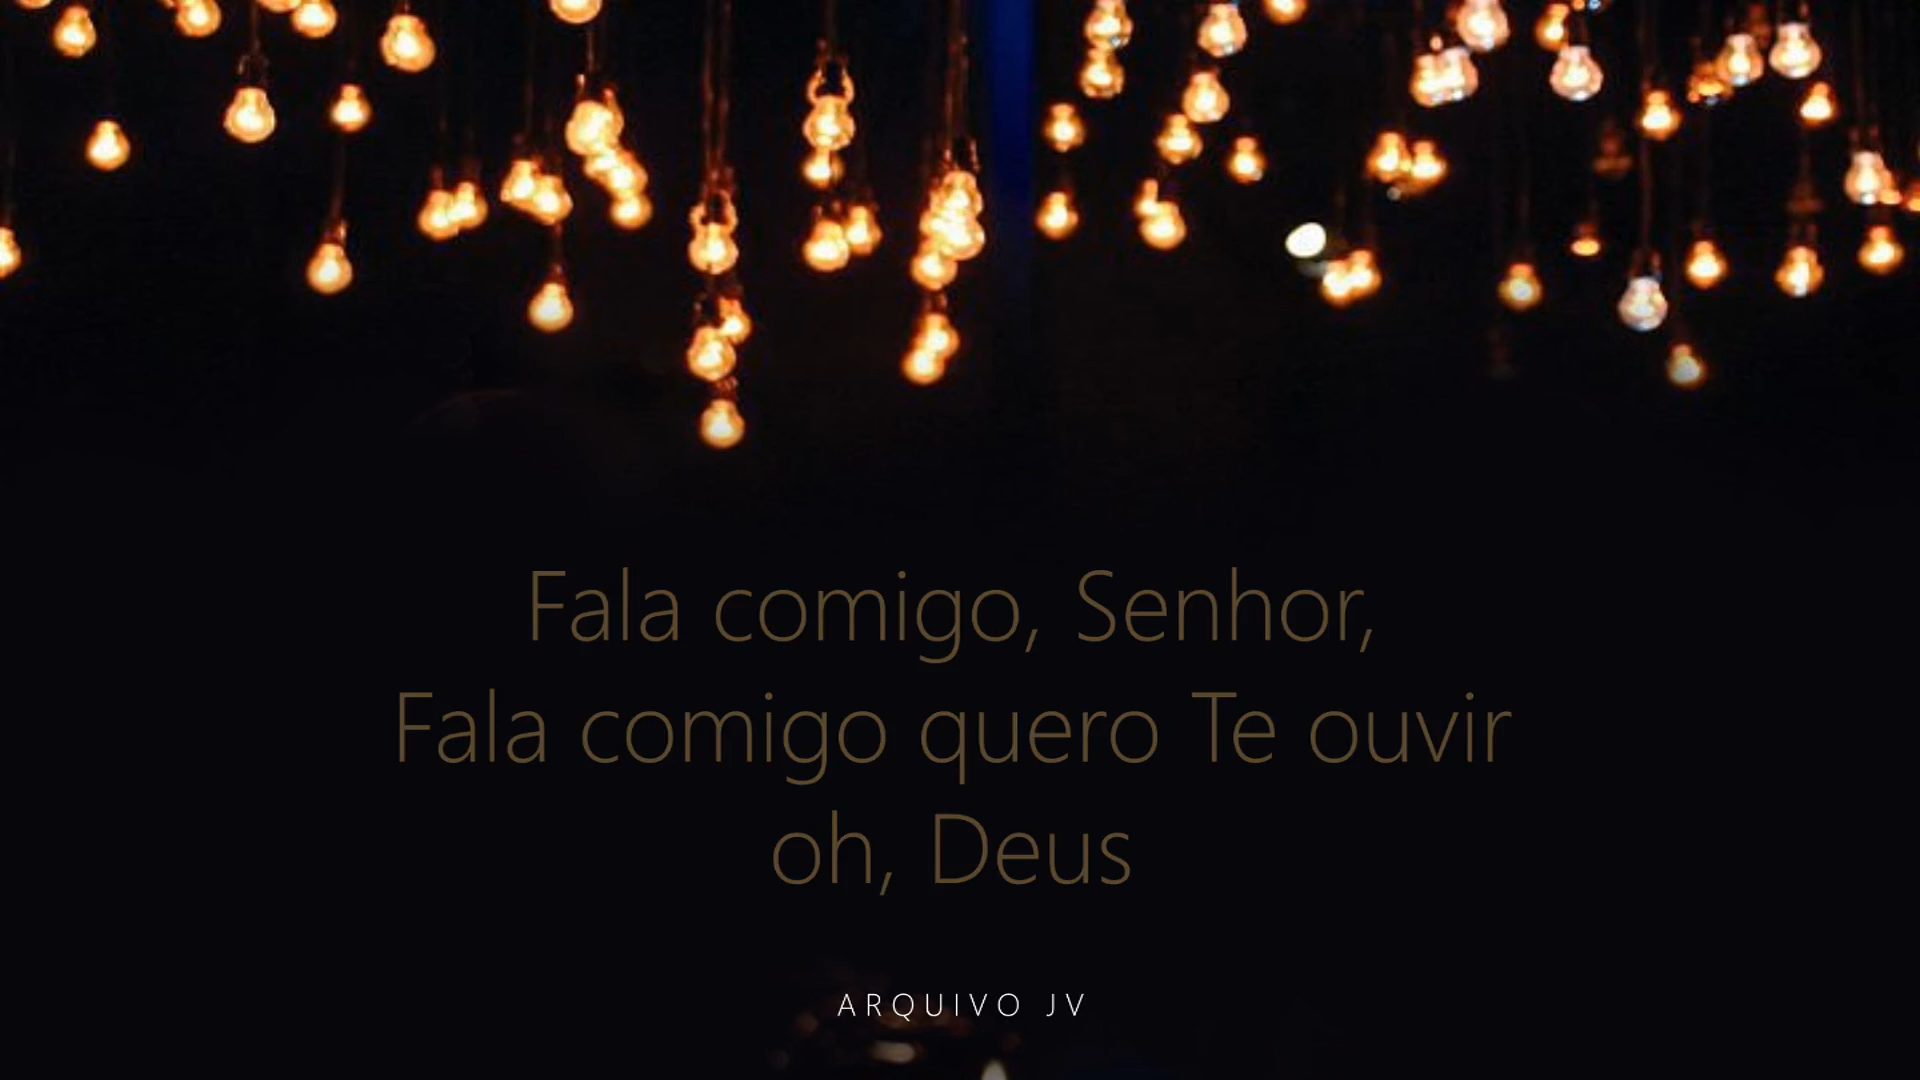 Fala comigo, Senhor,
Fala comigo quero Te ouvir
oh, Deus
ARQUIVO JV